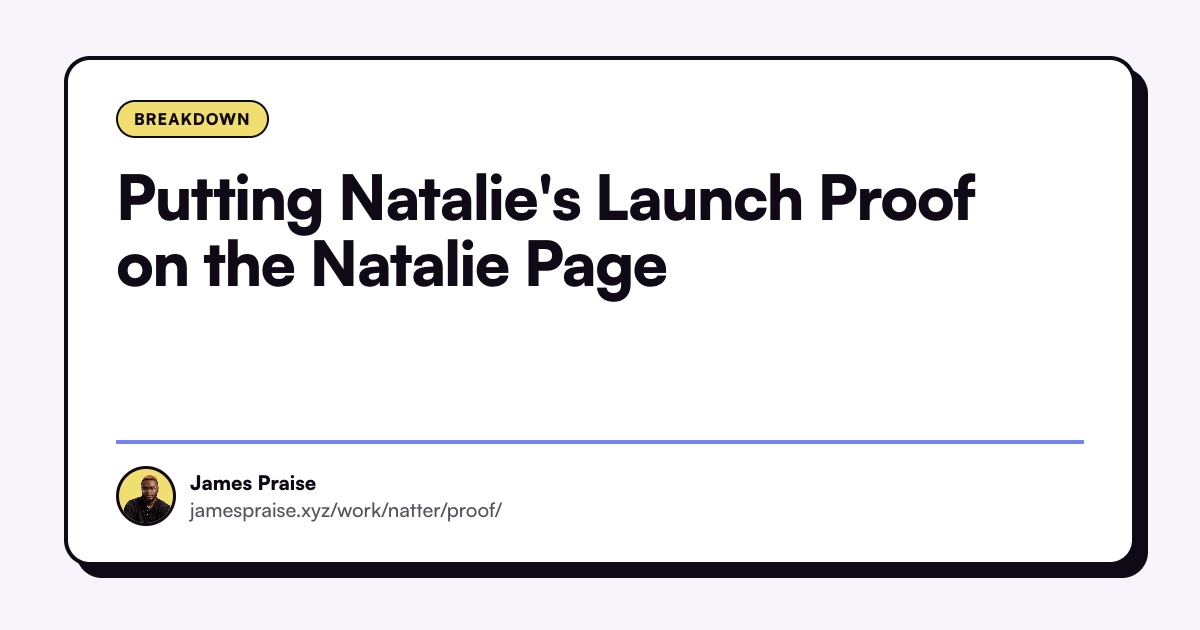 BREAKDOWN
Putting Natalie's Launch Proof
on the Natalie Page
James Praise
jamespraise.xyz/work/natter/proof/